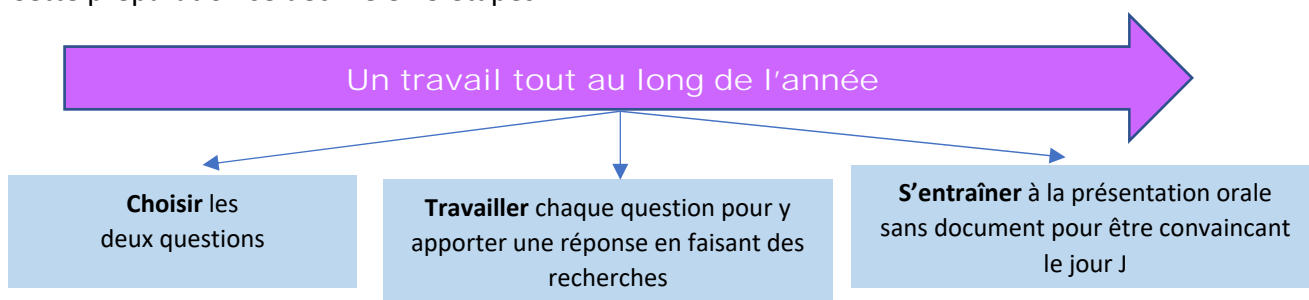 Un travail tout au long de l’année
Choisir les
deux questions
Travailler chaque question pour y
apporter une réponse en faisant des
recherches
S’entraîner à la présentation orale
sans document pour être convaincant
le jour J